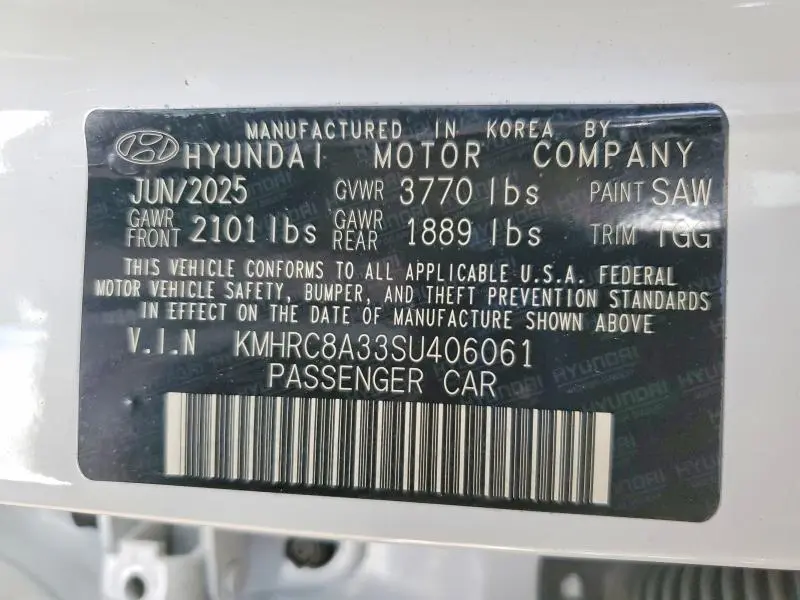 MANUFACTURED IN KOREA BY
HYUNDAI MOTOR COMPANY
JUN/2025 GVWR 3770 lbs PAINT SAW
GAWR FRONT 2101 lbs GAWR REAR 1889 lbs TRIM TGG
THIS VEHICLE CONFORMS TO ALL APPLICABLE U.S.A. FEDERAL
MOTOR VEHICLE SAFETY, BUMPER, AND THEFT PREVENTION STANDARDS
IN EFFECT ON THE DATE OF MANUFACTURE SHOWN ABOVE
V.I.N KMHRC8A33SU406061
PASSENGER CAR